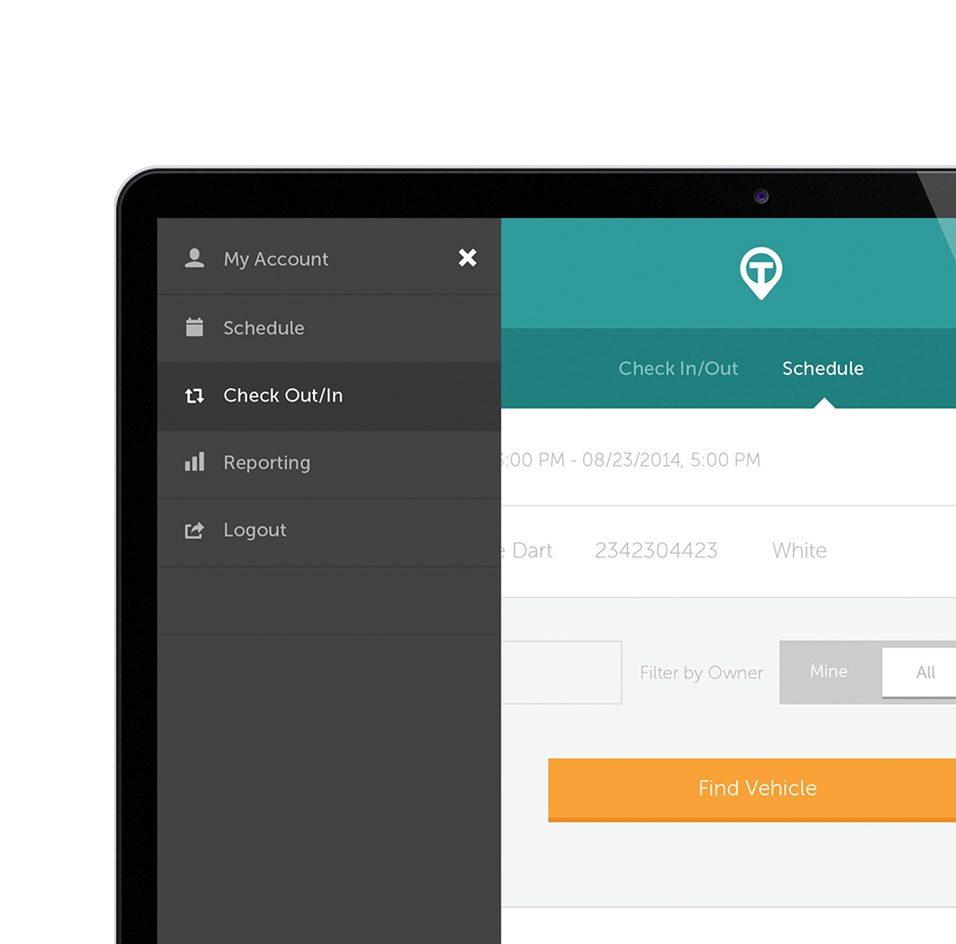 My Account
Schedule
Check Out/In
Reporting
Logout
T
Check In/Out Schedule
:00 PM - 08/23/2014, 5:00 PM
Dart 2342304423 White
Filter by Owner Mine All
Find Vehicle